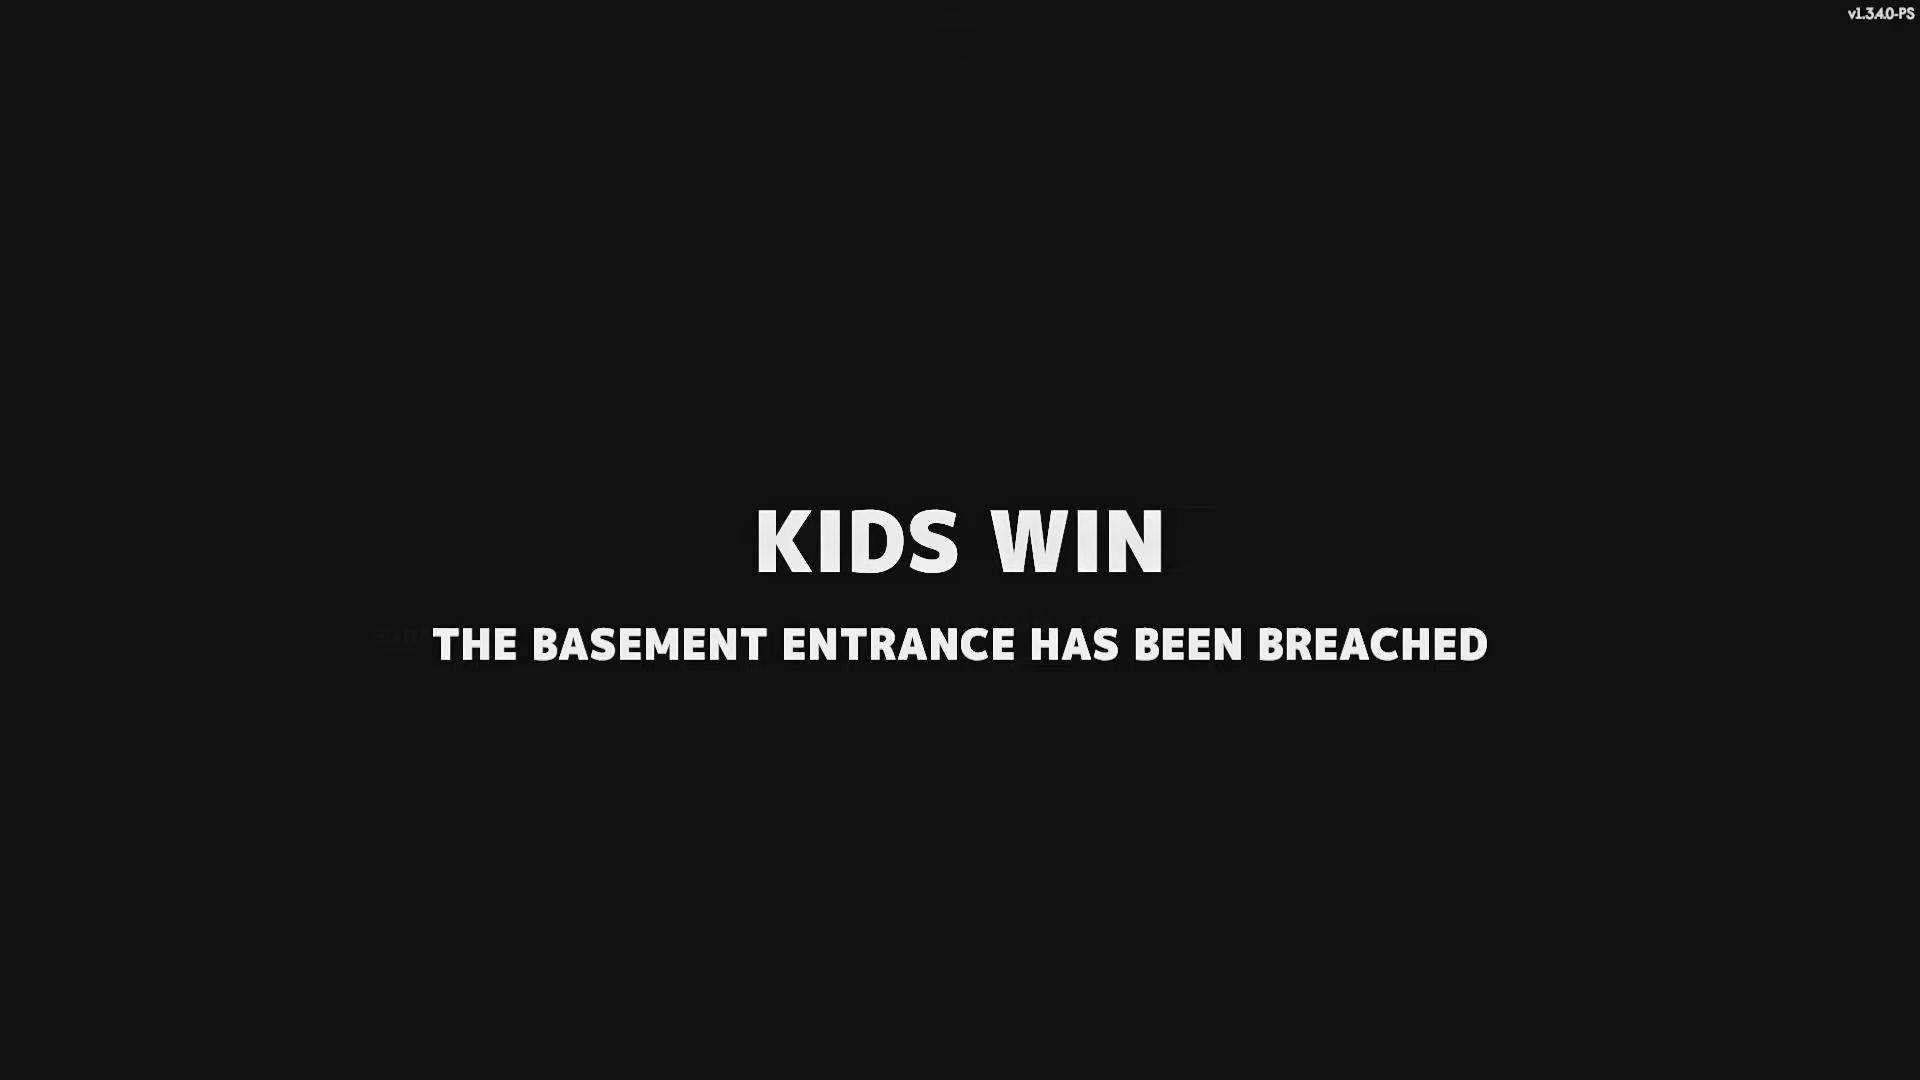 v1.3.4.0-PS
KIDS WIN
THE BASEMENT ENTRANCE HAS BEEN BREACHED